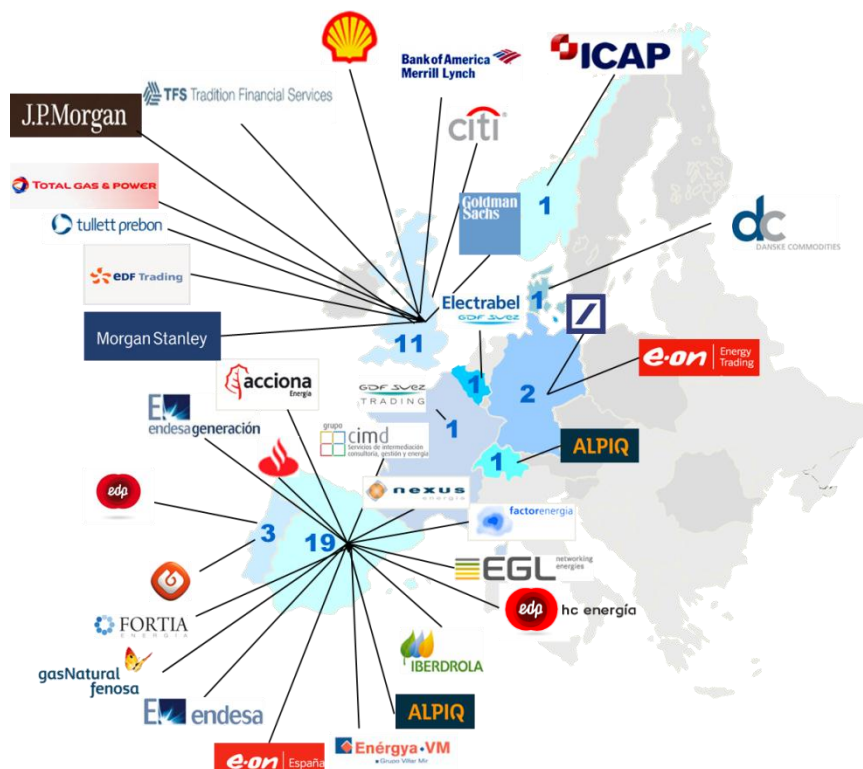 Bank of America
Merrill Lynch
ICAP
TFS Tradition Financial Services
J.P.Morgan
citi
TOTAL GAS & POWER
Goldman
Sachs
1
tullett prebon
dc
DANSKE COMMODITIES
eDF Trading
Electrabel
GDF SUEZ
1
Morgan Stanley
11
e·on Energy
Trading
acciona
Energía
GDF SUEZ
TRADING
1
2
endesa generación
grupo
cimd
Servicios de intermediación
consultoría, gestión y energía
1
1
ALPIQ
edp
nexus
energía
factorenergia
3
19
networking
energies
EGL
FORTIA
ENERGÍA
edp hc energía
gasNatural
fenosa
IBERDROLA
endesa
ALPIQ
e·on España
Enérgya·VM
Grupo Villar Mir